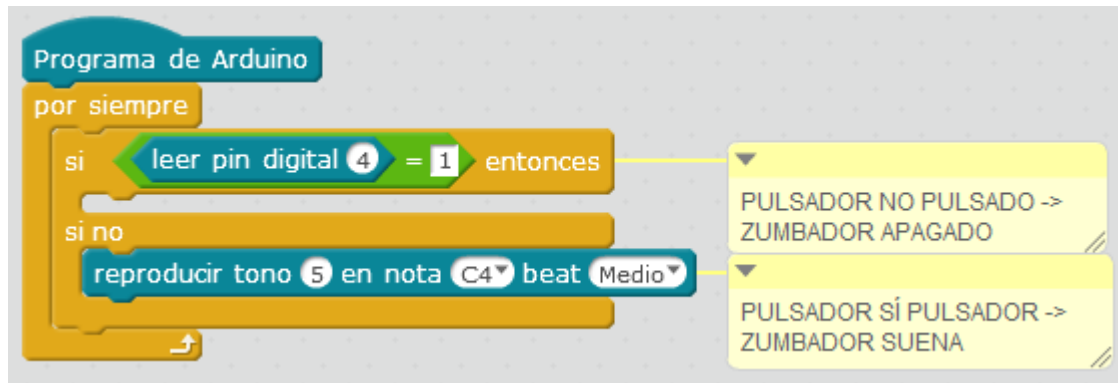 Programa de Arduino
por siempre
si leer pin digital 4 = 1 entonces
PULSADOR NO PULSADO ->
ZUMBADOR APAGADO
si no
reproducir tono 5 en nota C4 beat Medio
PULSADOR SÍ PULSADOR ->
ZUMBADOR SUENA